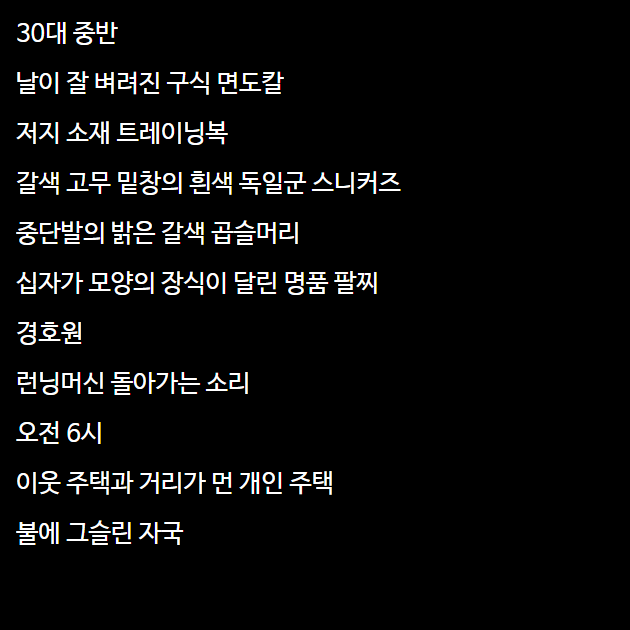 30대 중반
날이 잘 벼려진 구식 면도칼
저지 소재 트레이닝복
갈색 고무 밑창의 흰색 독일군 스니커즈
중단발의 밝은 갈색 곱슬머리
십자가 모양의 장식이 달린 명품 팔찌
경호원
런닝머신 돌아가는 소리
오전 6시
이웃 주택과 거리가 먼 개인 주택
불에 그슬린 자국